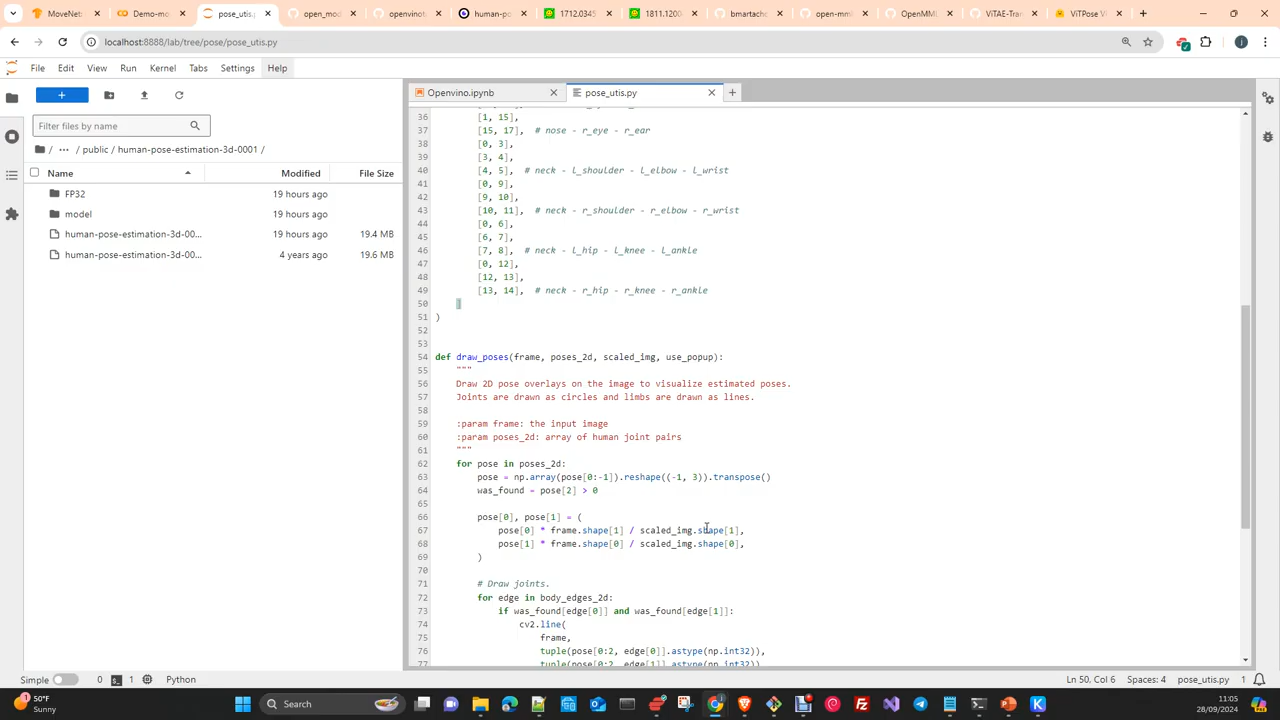 MoveNet:
Demo-mo
pose_utis.p
open_mod
openvinot
human-po
1712.0345
1811.1200
bmartacho
open-mm
OpenMML
ViTAE-Tran
ViTPose Vi
localhost:8888/lab/tree/pose/pose_utis.py
File Edit View Run Kernel Tabs Settings Help
Filter files by name
/ ... / public / human-pose-estimation-3d-0001 /
Name Modified File Size
FP32 19 hours ago
model 19 hours ago
human-pose-estimation-3d-00... 19 hours ago 19.4 MB
human-pose-estimation-3d-00... 4 years ago 19.6 MB
Openvino.ipynb
pose_utis.py
36 [1, 15],
37 [15, 17], # nose - r_eye - r_ear
38 [0, 3],
39 [3, 4],
40 [4, 5], # neck - l_shoulder - l_elbow - l_wrist
41 [0, 9],
42 [9, 10],
43 [10, 11], # neck - r_shoulder - r_elbow - r_wrist
44 [0, 6],
45 [6, 7],
46 [7, 8], # neck - l_hip - l_knee - l_ankle
47 [0, 12],
48 [12, 13],
49 [13, 14], # neck - r_hip - r_knee - r_ankle
50 ]
51 )
52
53
54 def draw_poses(frame, poses_2d, scaled_img, use_popup):
55 """
56 Draw 2D pose overlays on the image to visualize estimated poses.
57 Joints are drawn as circles and limbs are drawn as lines.
58
59 :param frame: the input image
60 :param poses_2d: array of human joint pairs
61 """
62 for pose in poses_2d:
63 pose = np.array(pose[0:-1]).reshape((-1, 3)).transpose()
64 was_found = pose[2] > 0
65
66 pose[0], pose[1] = (
67 pose[0] * frame.shape[1] / scaled_img.shape[1],
68 pose[1] * frame.shape[0] / scaled_img.shape[0],
69 )
70
71 # Draw joints.
72 for edge in body_edges_2d:
73 if was_found[edge[0]] and was_found[edge[1]]:
74 cv2.line(
75 frame,
76 tuple(pose[0:2, edge[0]].astype(np.int32)),
77 tuple(pose[0:2, edge[1]].astype(np.int32)),
Simple 0 1 Python Ln 50, Col 6 Spaces: 4 pose_utis.py 1
50°F
Sunny
Search
11:05
28/09/2024